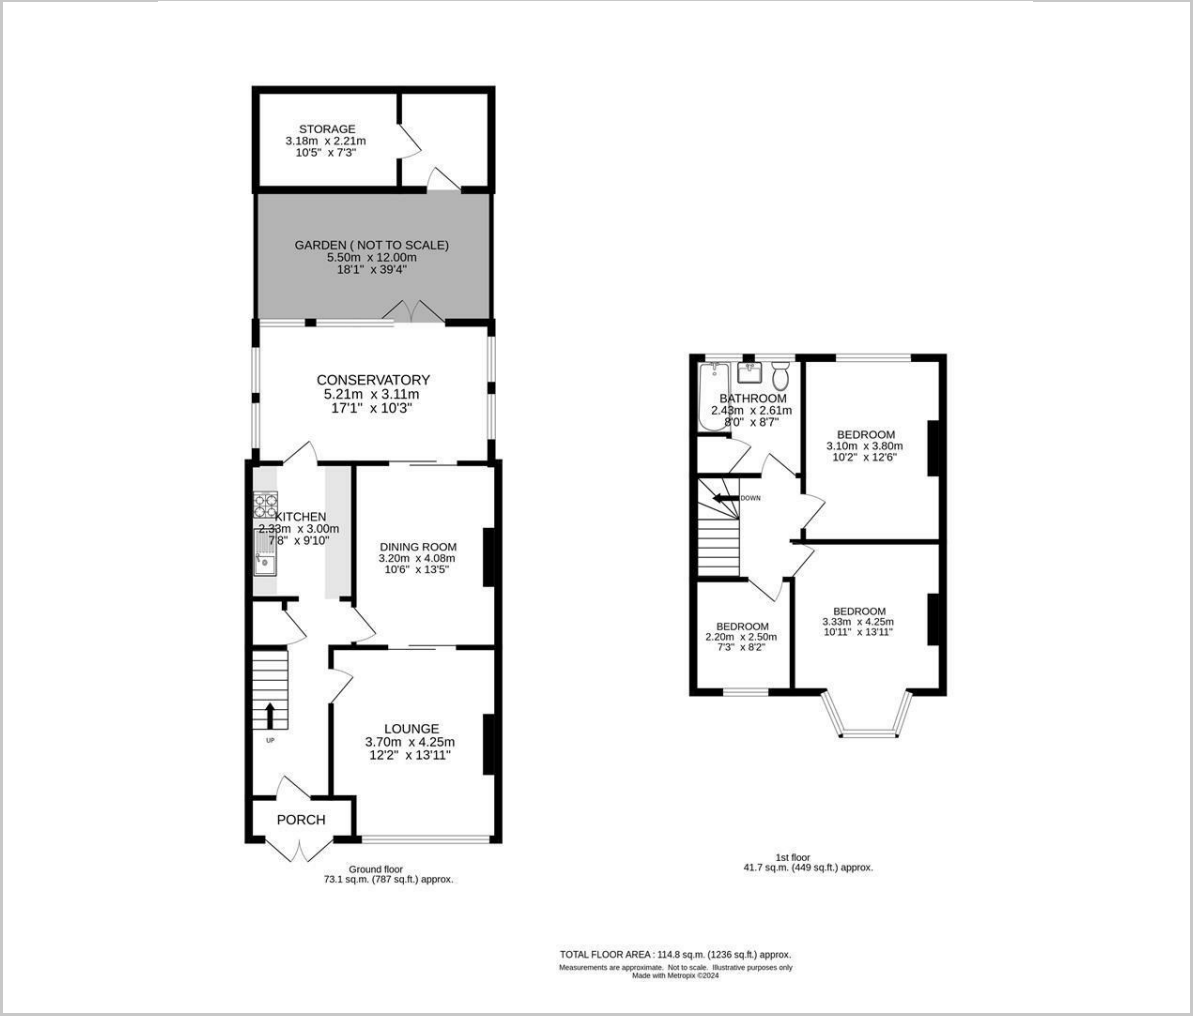 STORAGE
3.18m x 2.21m
10'5" x 7'3"
GARDEN ( NOT TO SCALE)
5.50m x 12.00m
18'1" x 39'4"
CONSERVATORY
5.21m x 3.11m
17'1" x 10'3"
KITCHEN
2.33m x 3.00m
7'8" x 9'10"
DINING ROOM
3.20m x 4.08m
10'6" x 13'5"
LOUNGE
3.70m x 4.25m
12'2" x 13'11"
UP
PORCH
Ground floor
73.1 sq.m. (787 sq.ft.) approx.
BATHROOM
2.43m x 2.61m
8'0" x 8'7"
BEDROOM
3.10m x 3.80m
10'2" x 12'6"
DOWN
BEDROOM
2.20m x 2.50m
7'3" x 8'2"
BEDROOM
3.33m x 4.25m
10'11" x 13'11"
1st floor
41.7 sq.m. (449 sq.ft.) approx.
TOTAL FLOOR AREA : 114.8 sq.m. (1236 sq.ft.) approx.
Measurements are approximate. Not to scale. Illustrative purposes only
Made with Metropix ©2024